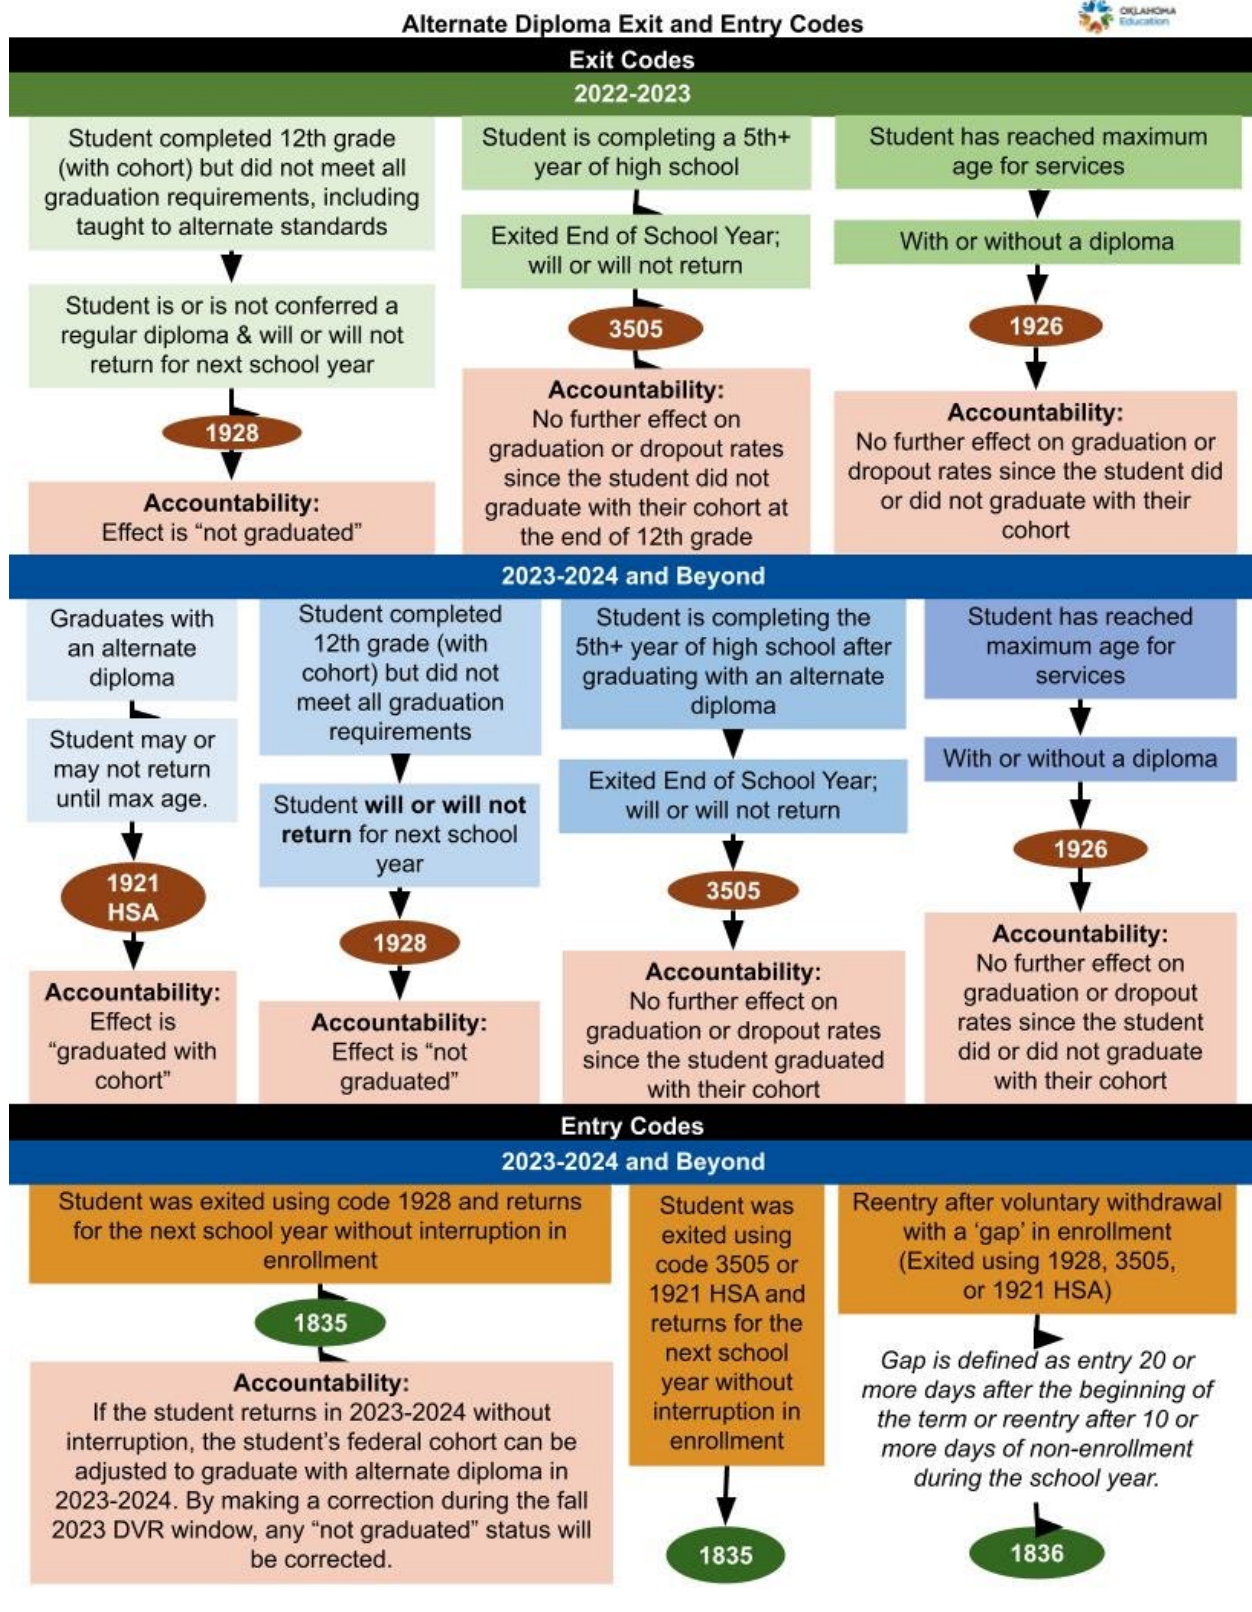 Alternate Diploma Exit and Entry Codes
OKLAHOMA
Education
Exit Codes
2022-2023
Student completed 12th grade
(with cohort) but did not meet all
graduation requirements, including
taught to alternate standards
Student is or is not conferred a
regular diploma & will or will not
return for next school year
1928
Accountability:
Effect is “not graduated”
Student is completing a 5th+
year of high school
Exited End of School Year;
will or will not return
3505
Accountability:
No further effect on
graduation or dropout rates
since the student did not
graduate with their cohort at
the end of 12th grade
Student has reached maximum
age for services
With or without a diploma
1926
Accountability:
No further effect on graduation or
dropout rates since the student did
or did not graduate with their
cohort
2023-2024 and Beyond
Graduates with
an alternate
diploma
Student may or
may not return
until max age.
1921
HSA
Accountability:
Effect is
“graduated with
cohort”
Student completed
12th grade (with
cohort) but did not
meet all graduation
requirements
Student will or will not
return for next school
year
1928
Accountability:
Effect is “not
graduated”
Student is completing the
5th+ year of high school after
graduating with an alternate
diploma
Exited End of School Year;
will or will not return
3505
Accountability:
No further effect on
graduation or dropout rates
since the student graduated
with their cohort
Student has reached
maximum age for
services
With or without a diploma
1926
Accountability:
No further effect on
graduation or dropout
rates since the student
did or did not graduate
with their cohort
Entry Codes
2023-2024 and Beyond
Student was exited using code 1928 and returns
for the next school year without interruption in
enrollment
1835
Accountability:
If the student returns in 2023-2024 without
interruption, the student’s federal cohort can be
adjusted to graduate with alternate diploma in
2023-2024. By making a correction during the fall
2023 DVR window, any “not graduated” status will
be corrected.
Student was
exited using
code 3505 or
1921 HSA and
returns for the
next school
year without
interruption in
enrollment
1835
Reentry after voluntary withdrawal
with a ‘gap’ in enrollment
(Exited using 1928, 3505,
or 1921 HSA)
Gap is defined as entry 20 or
more days after the beginning of
the term or reentry after 10 or
more days of non-enrollment
during the school year.
1836